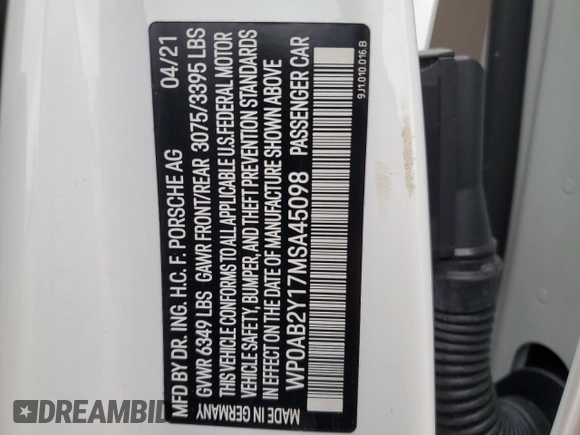 MFD BY DR. ING. H.C. F. PORSCHE AG 04/21
GVWR 6349 LBS GAWR FRONT/REAR 3075/3395 LBS
THIS VEHICLE CONFORMS TO ALL APPLICABLE U.S.FEDERAL MOTOR
VEHICLE SAFETY, BUMPER, AND THEFT PREVENTION STANDARDS
IN EFFECT ON THE DATE OF MANUFACTURE SHOWN ABOVE
WP0AB2Y17MSA45098 PASSENGER CAR
MADE IN GERMANY
9J1.010.016.B
DREAMBID